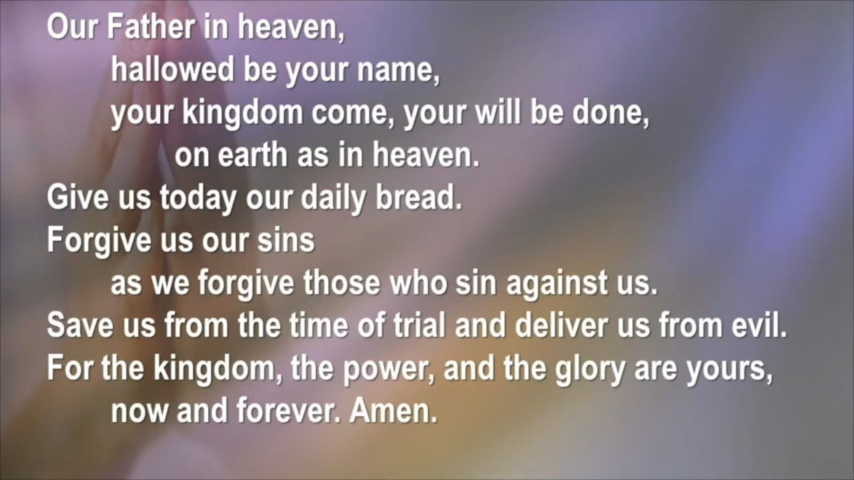 Our Father in heaven,
hallowed be your name,
your kingdom come, your will be done,
on earth as in heaven.
Give us today our daily bread.
Forgive us our sins
as we forgive those who sin against us.
Save us from the time of trial and deliver us from evil.
For the kingdom, the power, and the glory are yours,
now and forever. Amen.